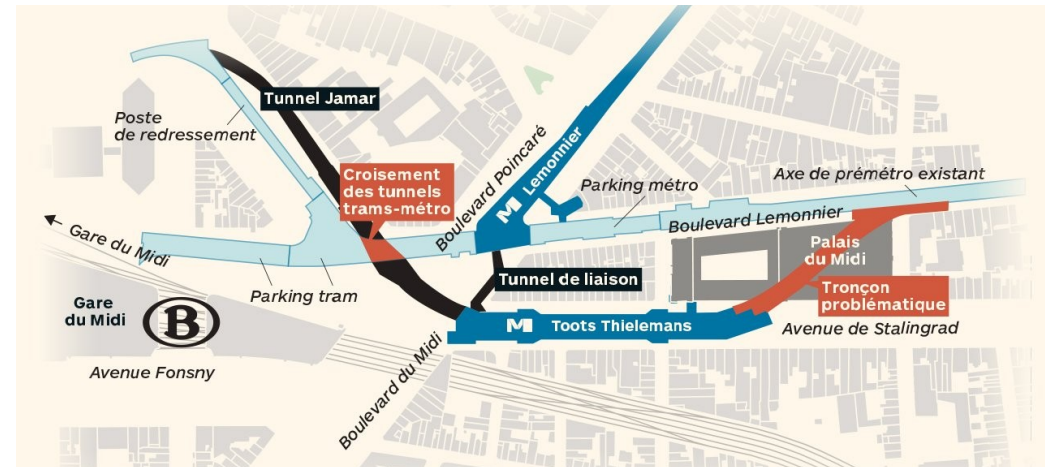 Tunnel Jamar
Poste
de redressement
Croisement
des tunnels
trams-métro
Boulevard Poincaré
M Lemonnier
Parking métro
Axe de prémétro existant
Boulevard Lemonnier
Palais
du Midi
Gare du Midi
Parking tram
Tunnel de liaison
Tronçon
problématique
Gare
du Midi
B
M Toots Thielemans
Avenue de Stalingrad
Avenue Fonsny
Boulevard du Midi